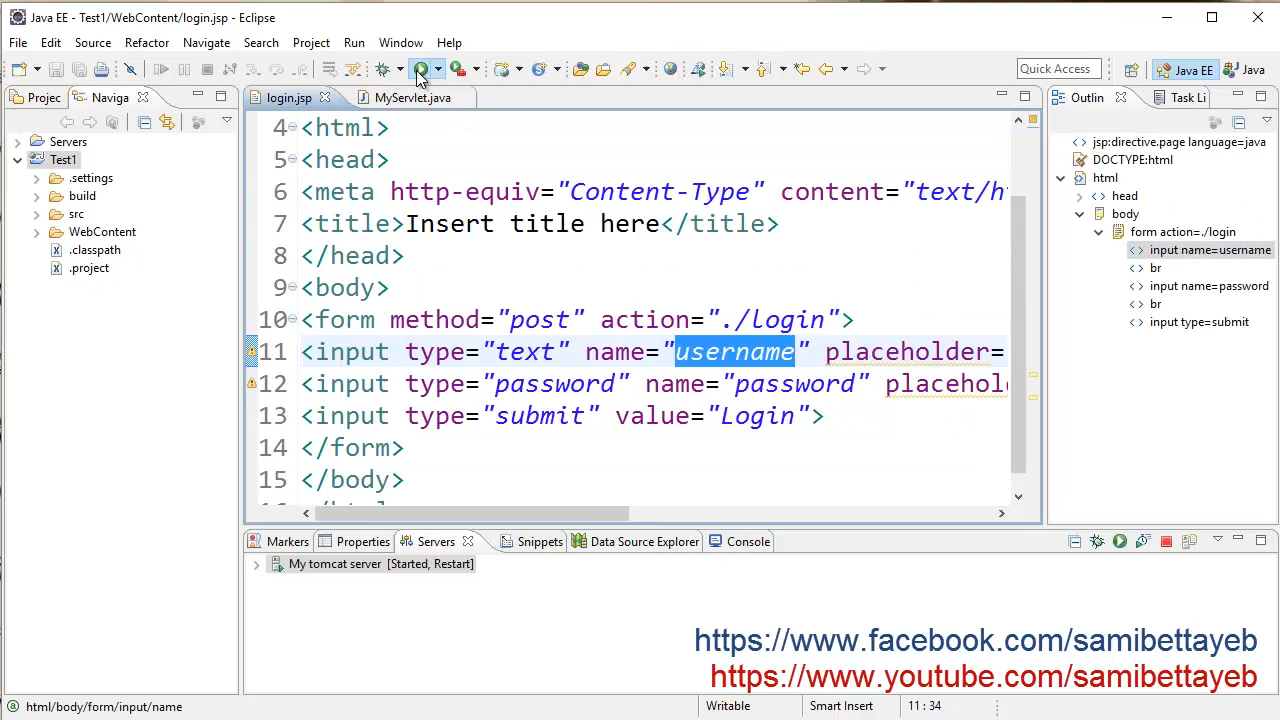 Java EE - Test1/WebContent/login.jsp - Eclipse
File Edit Source Refactor Navigate Search Project Run Window Help
Quick Access Java EE Java
Projec Naviga
login.jsp MyServlet.java
Outlin Task Li
Servers
Test1
.settings
build
src
WebContent
.classpath
.project
4 <html>
5 <head>
6 <meta http-equiv="Content-Type" content="text/h
7 <title>Insert title here</title>
8 </head>
9 <body>
10 <form method="post" action="./login">
11 <input type="text" name="username" placeholder=
12 <input type="password" name="password" placehol
13 <input type="submit" value="Login">
14 </form>
15 </body>
jsp:directive.page language=java
DOCTYPE:html
html
head
body
form action=./login
input name=username
br
input name=password
br
input type=submit
Markers Properties Servers Snippets Data Source Explorer Console
My tomcat server [Started, Restart]
https://www.facebook.com/samibettayeb
https://www.youtube.com/samibettayeb
html/body/form/input/name Writable Smart Insert 11 : 34